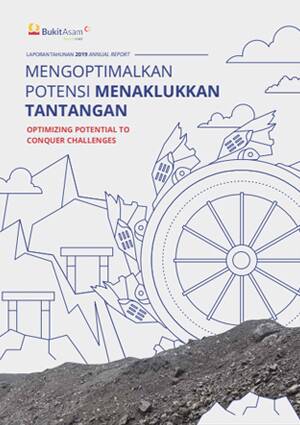 BukitAsam
LAPORAN TAHUNAN 2019 ANNUAL REPORT
MENGOPTIMALKAN
POTENSI MENAKLUKKAN
TANTANGAN
OPTIMIZING POTENTIAL TO
CONQUER CHALLENGES